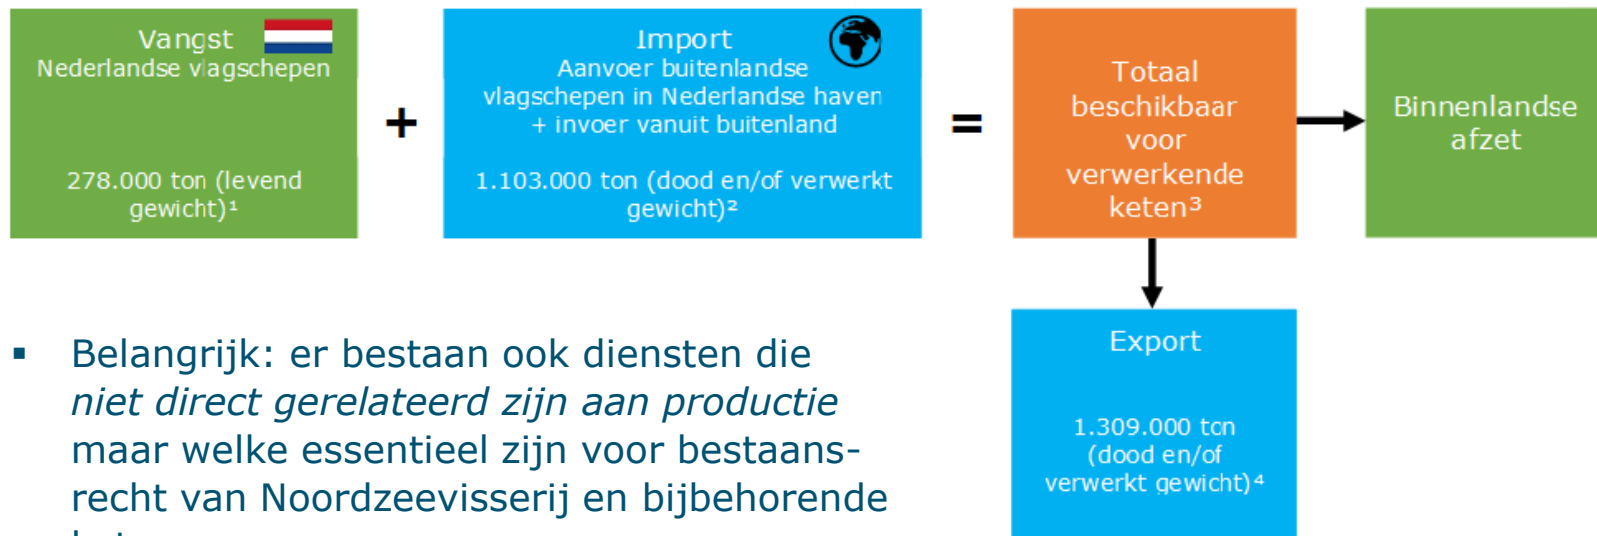 Vangst
Nederlandse vlagschepen
278.000 ton (levend
gewicht)¹
+
Import
Aanvoer buitenlandse
vlagschepen in Nederlandse haven
+ invoer vanuit buitenland
1.103.000 ton (dood en/of verwerkt
gewicht)²
=
Totaal
beschikbaar
voor
verwerkende
keten³
Binnenlandse
afzet
Export
1.309.000 ton
(dood en/of
verwerkt gewicht)⁴
▪ Belangrijk: er bestaan ook diensten die
niet direct gerelateerd zijn aan productie
maar welke essentieel zijn voor bestaans-
recht van Noordzeevisserij en bijbehorende